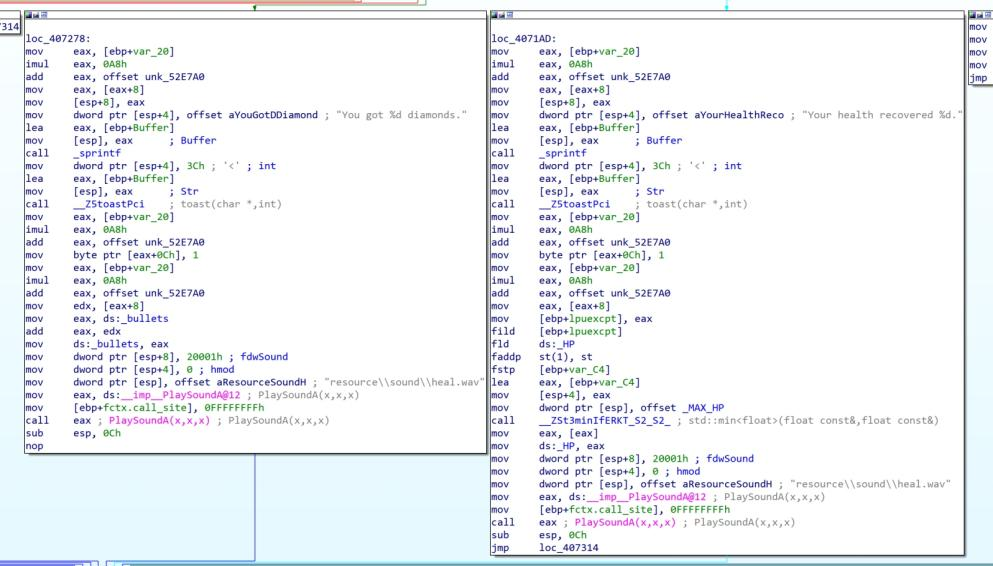 7314
loc_407278:
mov eax, [ebp+var_20]
imul eax, 0A8h
add eax, offset unk_52E7A0
mov eax, [eax+8]
mov [esp+8], eax
mov dword ptr [esp+4], offset aYouGotDDiamond ; "You got %d diamonds."
lea eax, [ebp+Buffer]
mov [esp], eax ; Buffer
call _sprintf
mov dword ptr [esp+4], 3Ch ; '<' ; int
lea eax, [ebp+Buffer]
mov [esp], eax ; Str
call __Z5toastPci ; toast(char *,int)
mov eax, [ebp+var_20]
imul eax, 0A8h
add eax, offset unk_52E7A0
mov byte ptr [eax+0Ch], 1
mov eax, [ebp+var_20]
imul eax, 0A8h
add eax, offset unk_52E7A0
mov edx, [eax+8]
mov eax, ds:_bullets
add eax, edx
mov ds:_bullets, eax
mov dword ptr [esp+8], 20001h ; fdwSound
mov dword ptr [esp+4], 0 ; hmod
mov dword ptr [esp], offset aResourceSoundH ; "resource\\sound\\heal.wav"
mov eax, ds:__imp__PlaySoundA@12 ; PlaySoundA(x,x,x)
mov [ebp+fctx.call_site], 0FFFFFFFFh
call eax ; PlaySoundA(x,x,x) ; PlaySoundA(x,x,x)
sub esp, 0Ch
nop
loc_4071AD:
mov eax, [ebp+var_20]
imul eax, 0A8h
add eax, offset unk_52E7A0
mov eax, [eax+8]
mov [esp+8], eax
mov dword ptr [esp+4], offset aYourHealthReco ; "Your health recovered %d."
lea eax, [ebp+Buffer]
mov [esp], eax ; Buffer
call _sprintf
mov dword ptr [esp+4], 3Ch ; '<' ; int
lea eax, [ebp+Buffer]
mov [esp], eax ; Str
call __Z5toastPci ; toast(char *,int)
mov eax, [ebp+var_20]
imul eax, 0A8h
add eax, offset unk_52E7A0
mov byte ptr [eax+0Ch], 1
mov eax, [ebp+var_20]
imul eax, 0A8h
add eax, offset unk_52E7A0
mov eax, [eax+8]
mov [ebp+lpuexcpt], eax
fild [ebp+lpuexcpt]
fld ds:_HP
faddp st(1), st
fstp [ebp+var_C4]
lea eax, [ebp+var_C4]
mov [esp+4], eax
mov dword ptr [esp], offset _MAX_HP
call __ZSt3minIfERKT_S2_S2_ ; std::min<float>(float const&,float const&)
mov eax, [eax]
mov ds:_HP, eax
mov dword ptr [esp+8], 20001h ; fdwSound
mov dword ptr [esp+4], 0 ; hmod
mov dword ptr [esp], offset aResourceSoundH ; "resource\\sound\\heal.wav"
mov eax, ds:__imp__PlaySoundA@12 ; PlaySoundA(x,x,x)
mov [ebp+fctx.call_site], 0FFFFFFFFh
call eax ; PlaySoundA(x,x,x) ; PlaySoundA(x,x,x)
sub esp, 0Ch
jmp loc_407314
mov
mov
mov
mov
jmp